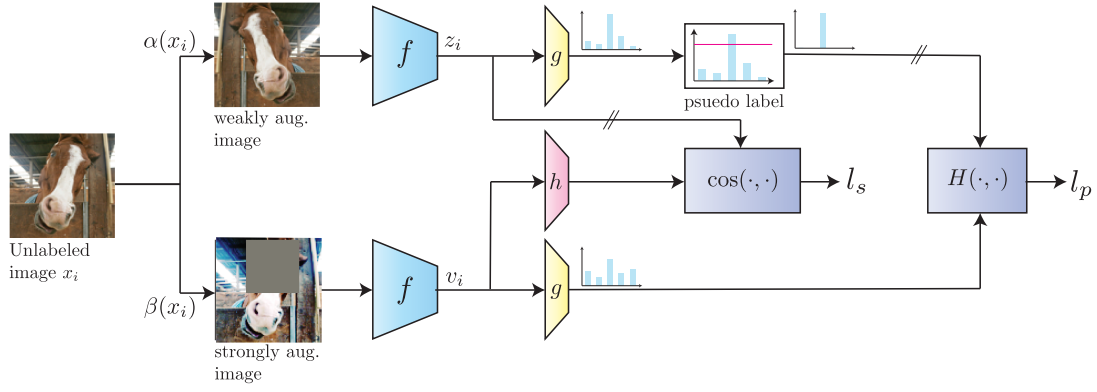 α(x_i)
weakly aug.
image
f
z_i
g
psuedo label
Unlabeled
image x_i
h
cos(·,·)
l_s
H(·,·)
l_p
β(x_i)
strongly aug.
image
f
v_i
g